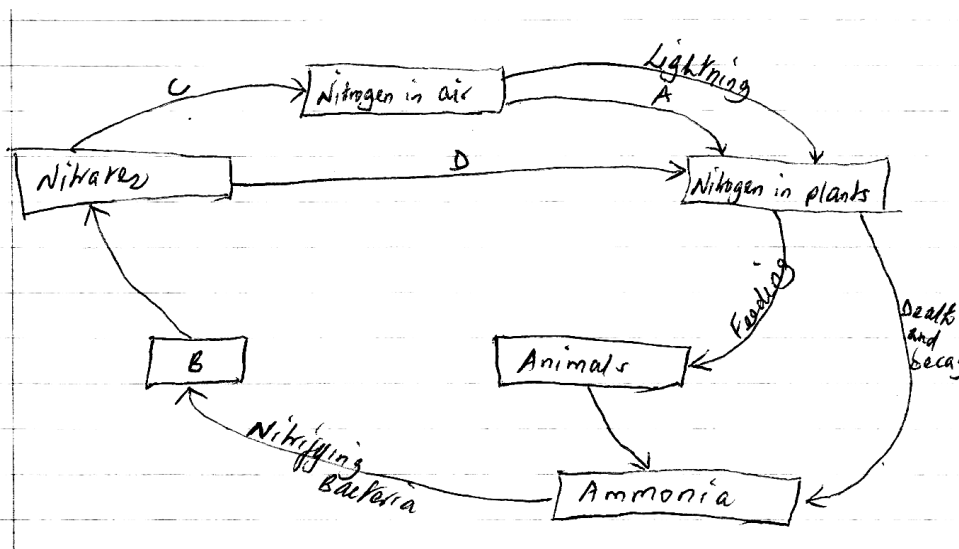 Lightning
C
Nitrogen in air
A
Nitrates
D
Nitrogen in plants
Feeding
Death
and
decay
B
Animals
Nitrifying
Bacteria
Ammonia